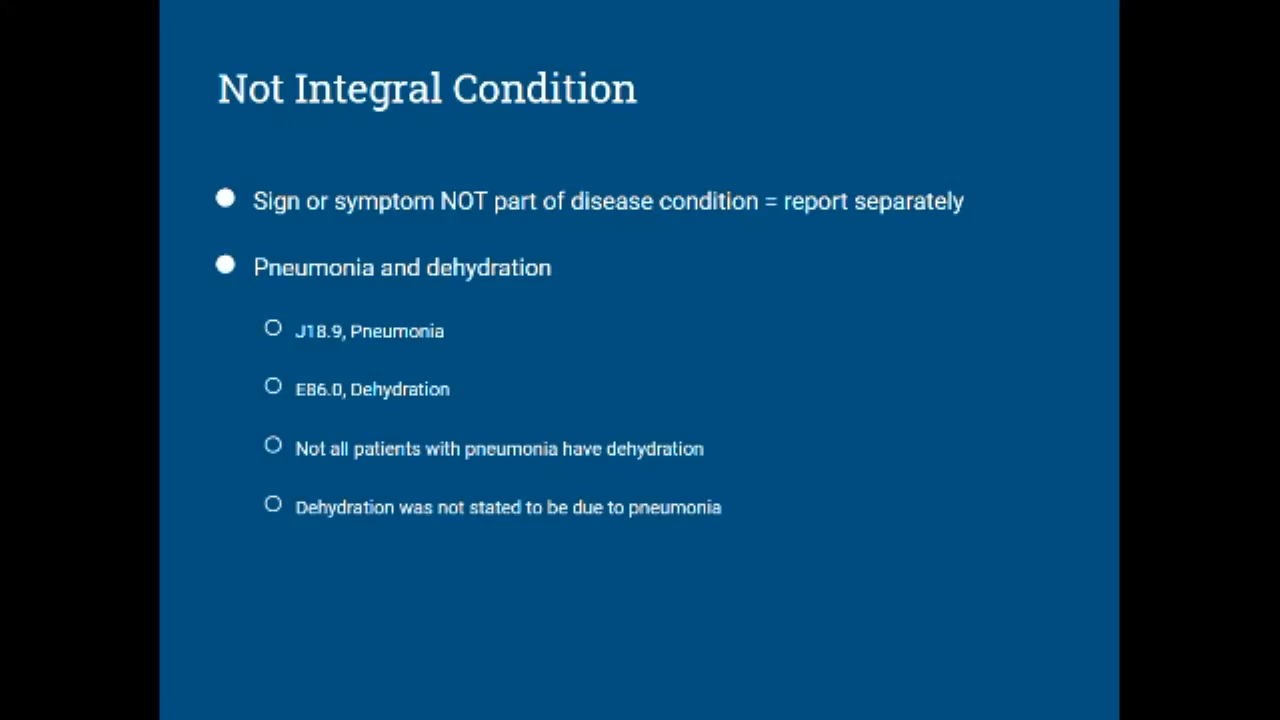 Not Integral Condition
Sign or symptom NOT part of disease condition = report separately
Pneumonia and dehydration
J18.9, Pneumonia
E86.0, Dehydration
Not all patients with pneumonia have dehydration
Dehydration was not stated to be due to pneumonia